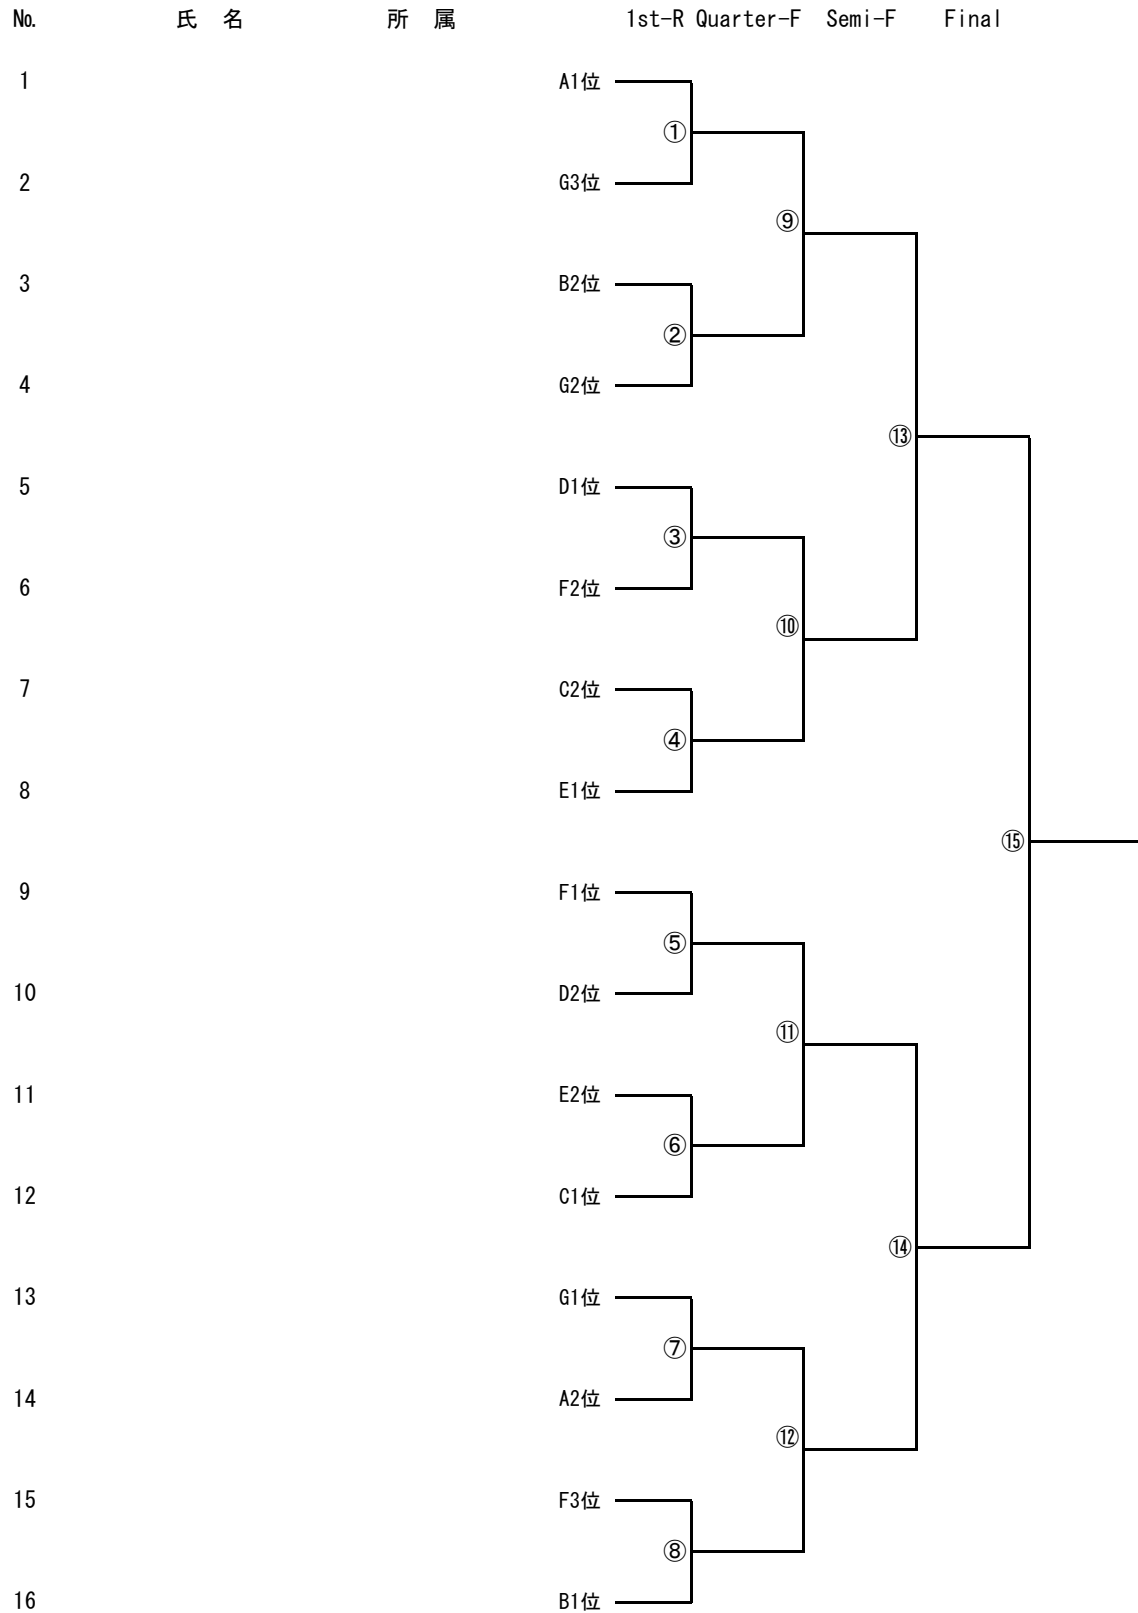 No. 氏 名 所 属 1st-R Quarter-F Semi-F Final
1 A1位
①
2 G3位
⑨
3 B2位
②
4 G2位
⑬
5 D1位
③
6 F2位
⑩
7 C2位
④
8 E1位
⑮
9 F1位
⑤
10 D2位
⑪
11 E2位
⑥
12 C1位
⑭
13 G1位
⑦
14 A2位
⑫
15 F3位
⑧
16 B1位